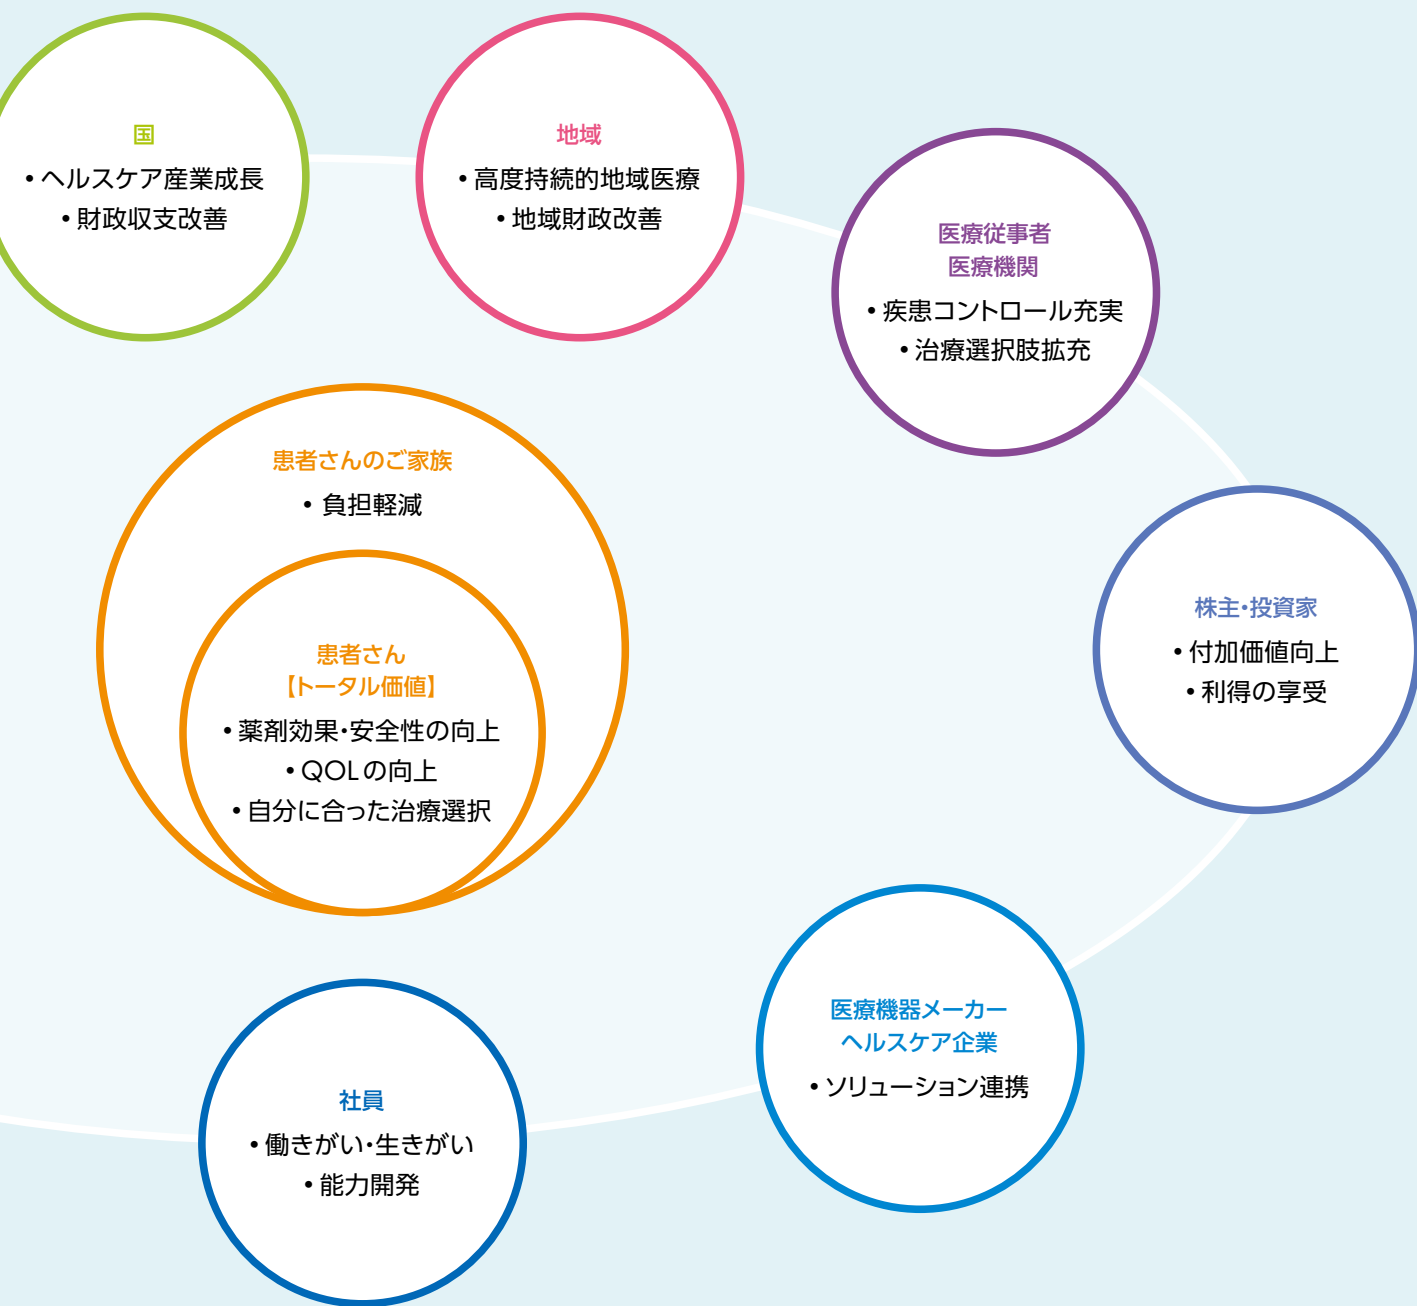 国
• ヘルスケア産業成長
• 財政収支改善
地域
• 高度持続的地域医療
• 地域財政改善
医療従事者
医療機関
• 疾患コントロール充実
• 治療選択肢拡充
患者さんのご家族
• 負担軽減
患者さん
【トータル価値】
• 薬剤効果・安全性の向上
• QOLの向上
• 自分に合った治療選択
株主・投資家
• 付加価値向上
• 利得の享受
医療機器メーカー
ヘルスケア企業
• ソリューション連携
社員
• 働きがい・生きがい
• 能力開発